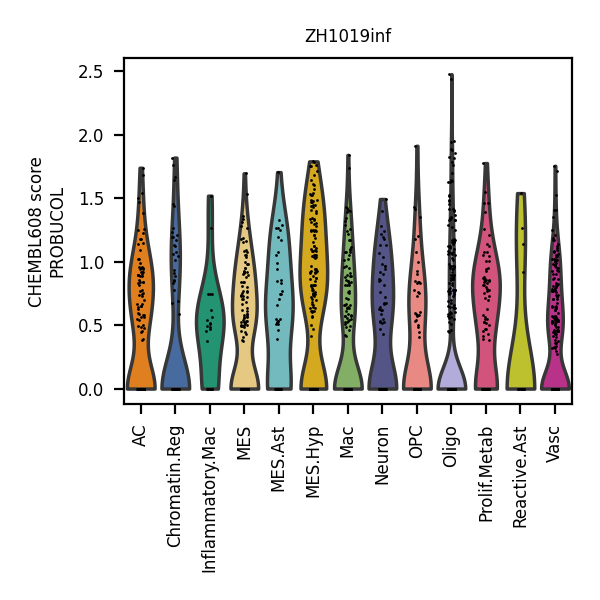 ZH1019inf
CHEMBL608 score
PROBUCOL
2.5
2.0
1.5
1.0
0.5
0.0
AC
Chromatin.Reg
Inflammatory.Mac
MES
MES.Ast
MES.Hyp
Mac
Neuron
OPC
Oligo
Prolif.Metab
Reactive.Ast
Vasc